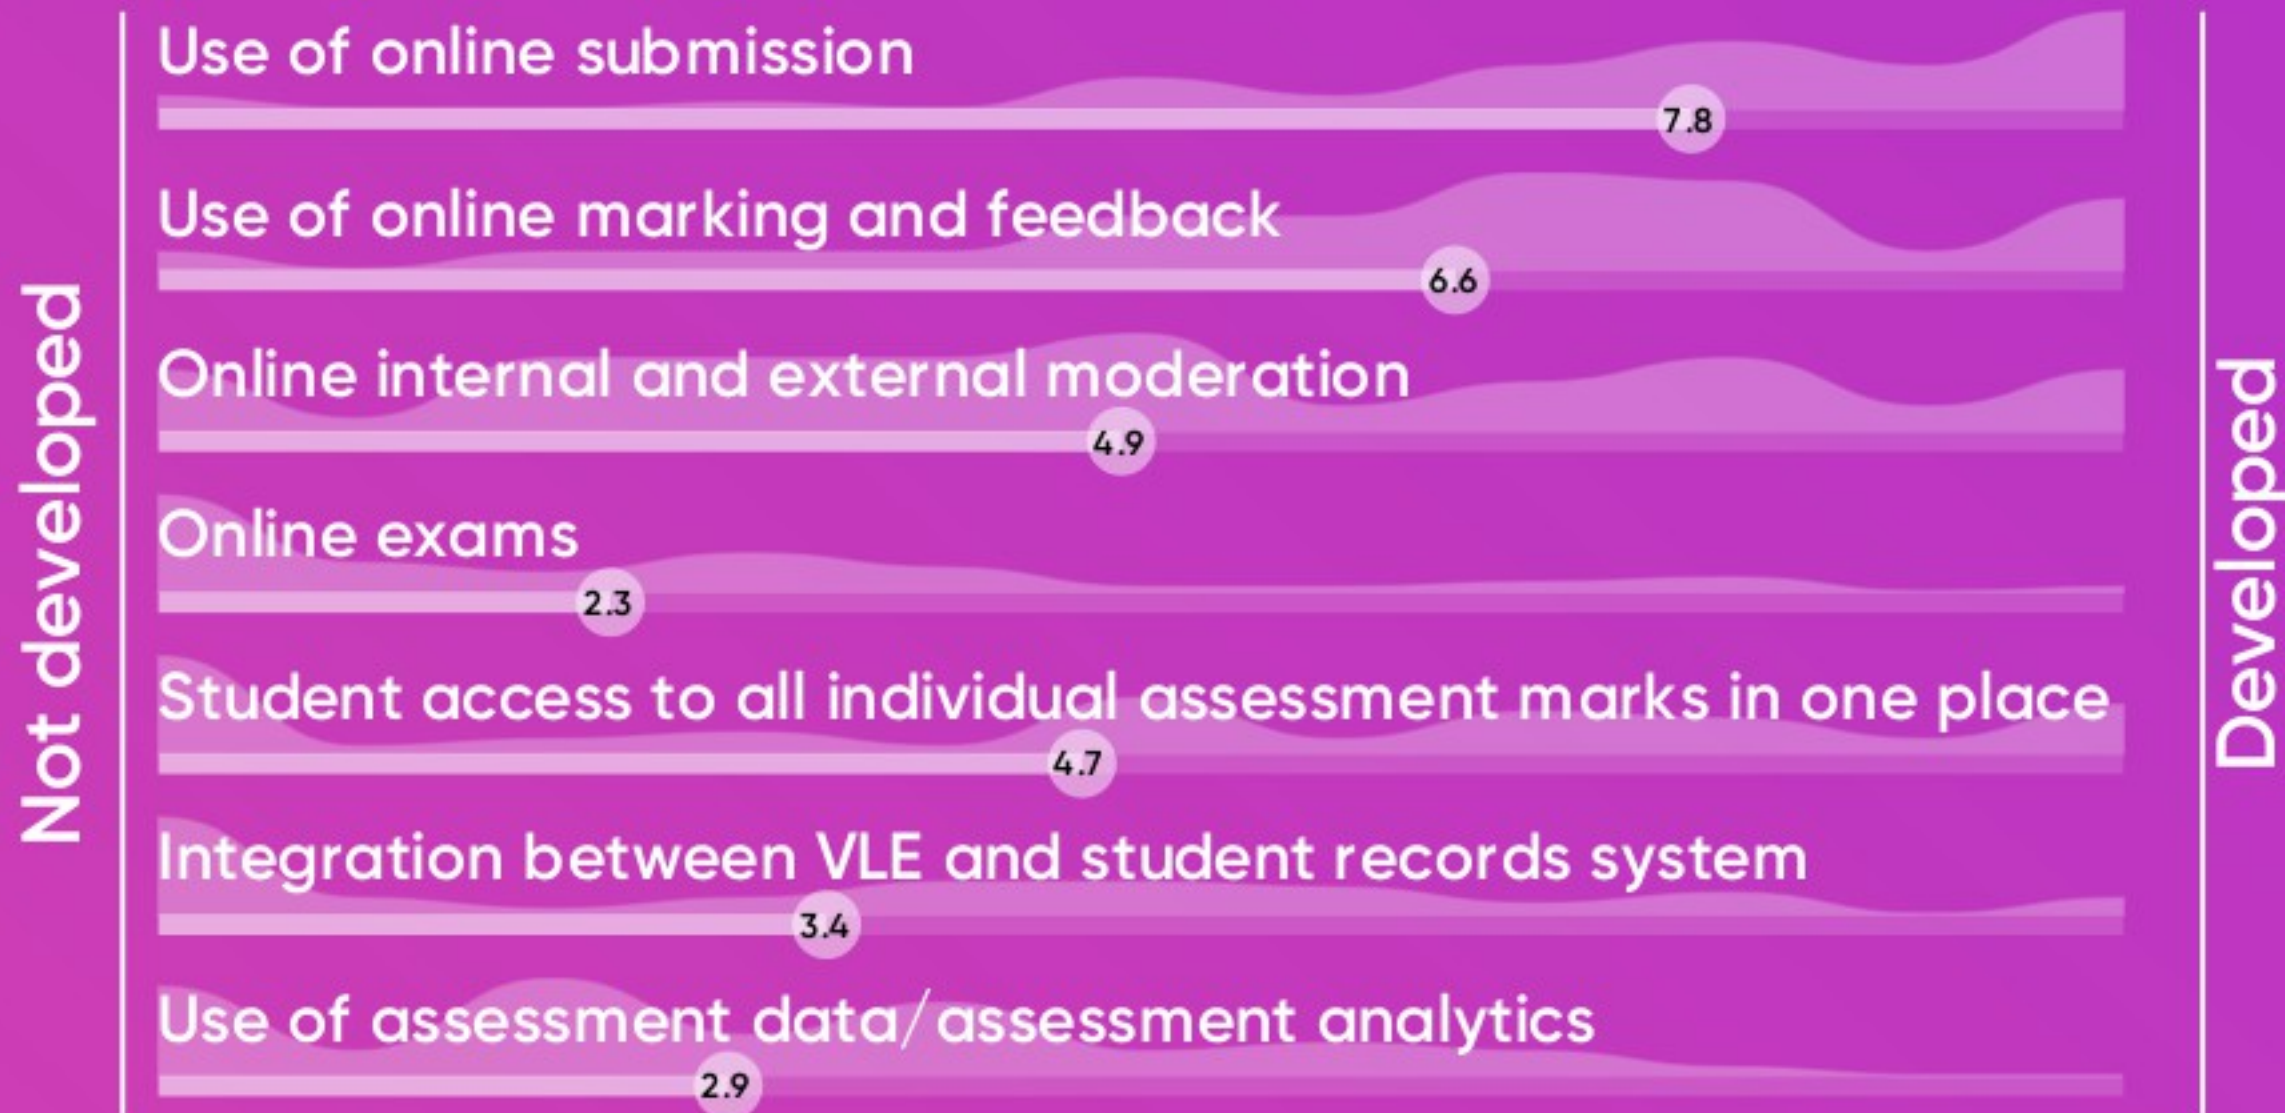 Use of online submission
7.8
Use of online marking and feedback
6.6
Online internal and external moderation
4.9
Online exams
2.3
Student access to all individual assessment marks in one place
4.7
Integration between VLE and student records system
3.4
Use of assessment data/assessment analytics
2.9
Not developed
Developed